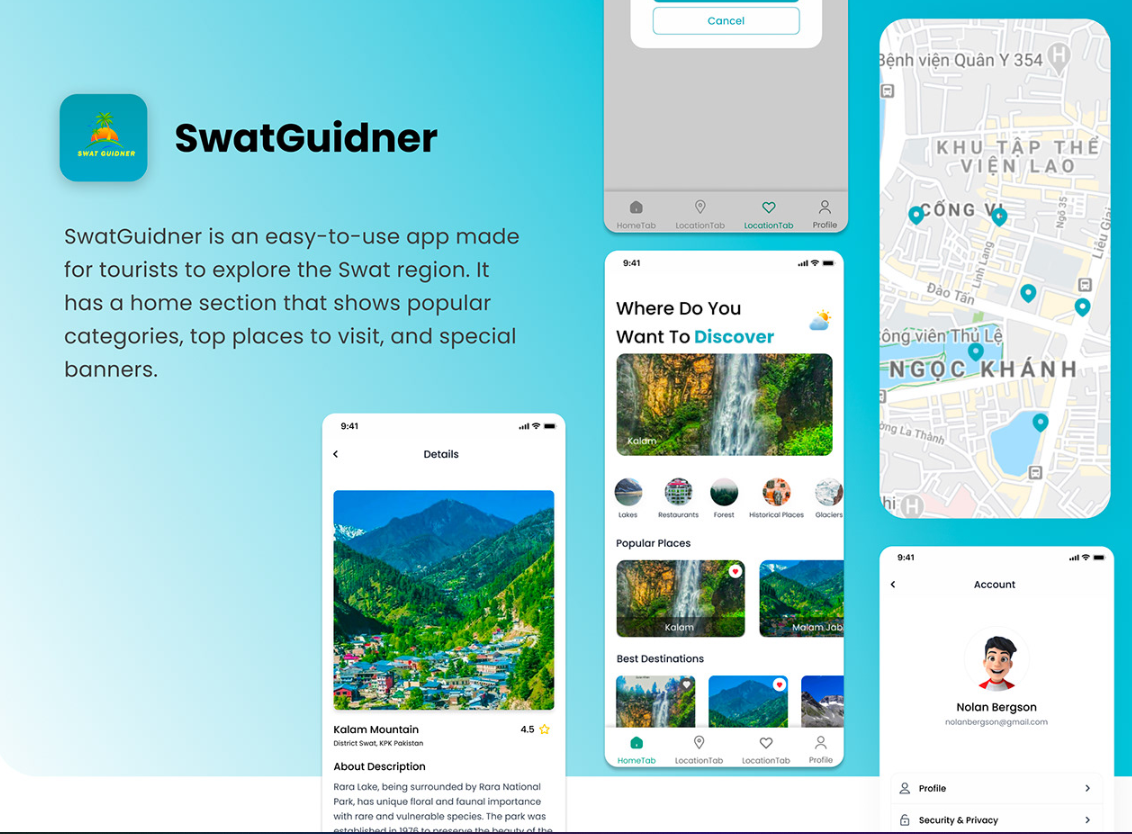 SWAT GUIDNER
SwatGuidner
SwatGuidner is an easy-to-use app made
for tourists to explore the Swat region. It
has a home section that shows popular
categories, top places to visit, and special
banners.
9:41
Details
Kalam Mountain
4.5
District Swat, KPK Pakistan
About Description
Rara Lake, being surrounded by Rara National
Park, has unique floral and faunal importance
with rare and vulnerable species. The park was
established in 1976 to preserve the beauty of the
Cancel
HomeTab
LocationTab
LocationTab
Profile
9:41
Where Do You
Want To Discover
Kalam
Lakes
Restaurants
Forest
Historical Places
Glaciers
Popular Places
Kalam
Malam Jab
Best Destinations
HomeTab
LocationTab
LocationTab
Profile
Bệnh viện Quân Y 354
H
KHU TẬP THỂ
VIỆN LAO
CỐNG VỊ
Ngõ 35
Linh Lang
Liễu Giai
Đào Tấn
ông viên Thủ Lệ
NGỌC KHÁNH
ng La Thành
hi
H
9:41
Account
Nolan Bergson
nolanbergson@gmail.com
Profile
Security & Privacy